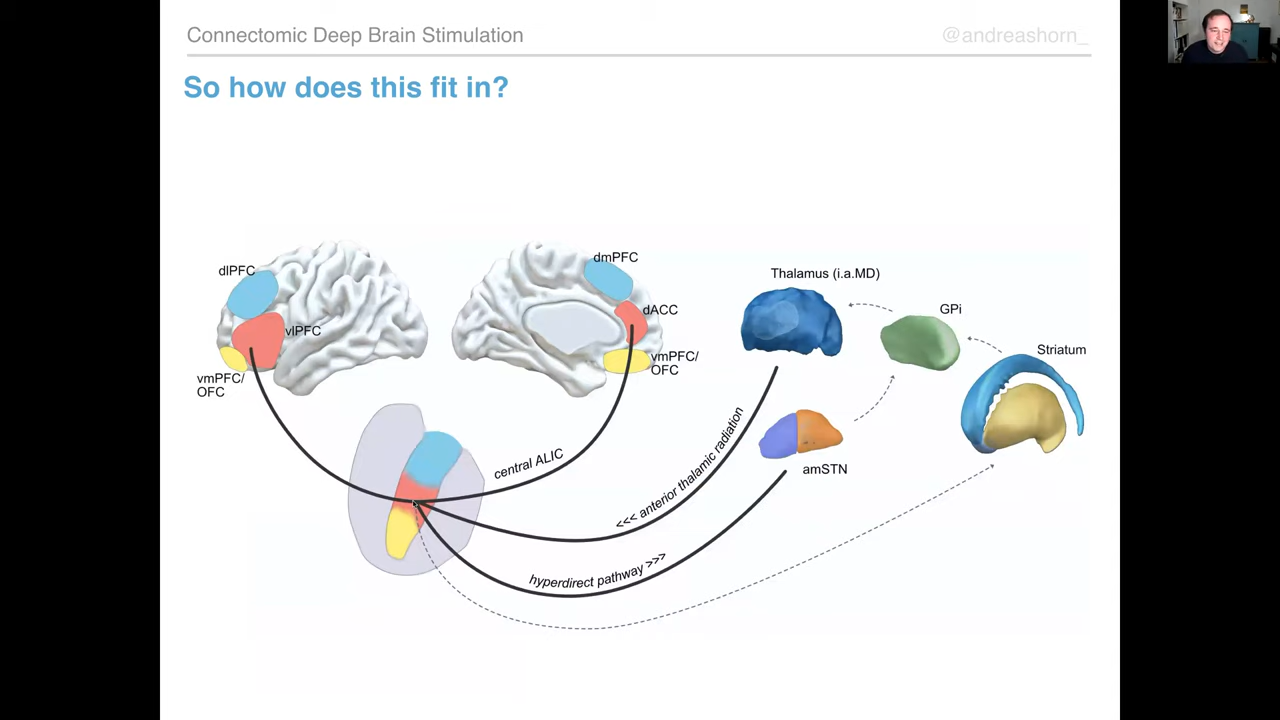 Connectomic Deep Brain Stimulation
@andreashorn_
So how does this fit in?
dlPFC
vlPFC
vmPFC/
OFC
dmPFC
dACC
vmPFC/
OFC
Thalamus (i.a.MD)
GPi
Striatum
amSTN
central ALIC
<<< anterior thalamic radiation
hyperdirect pathway >>>